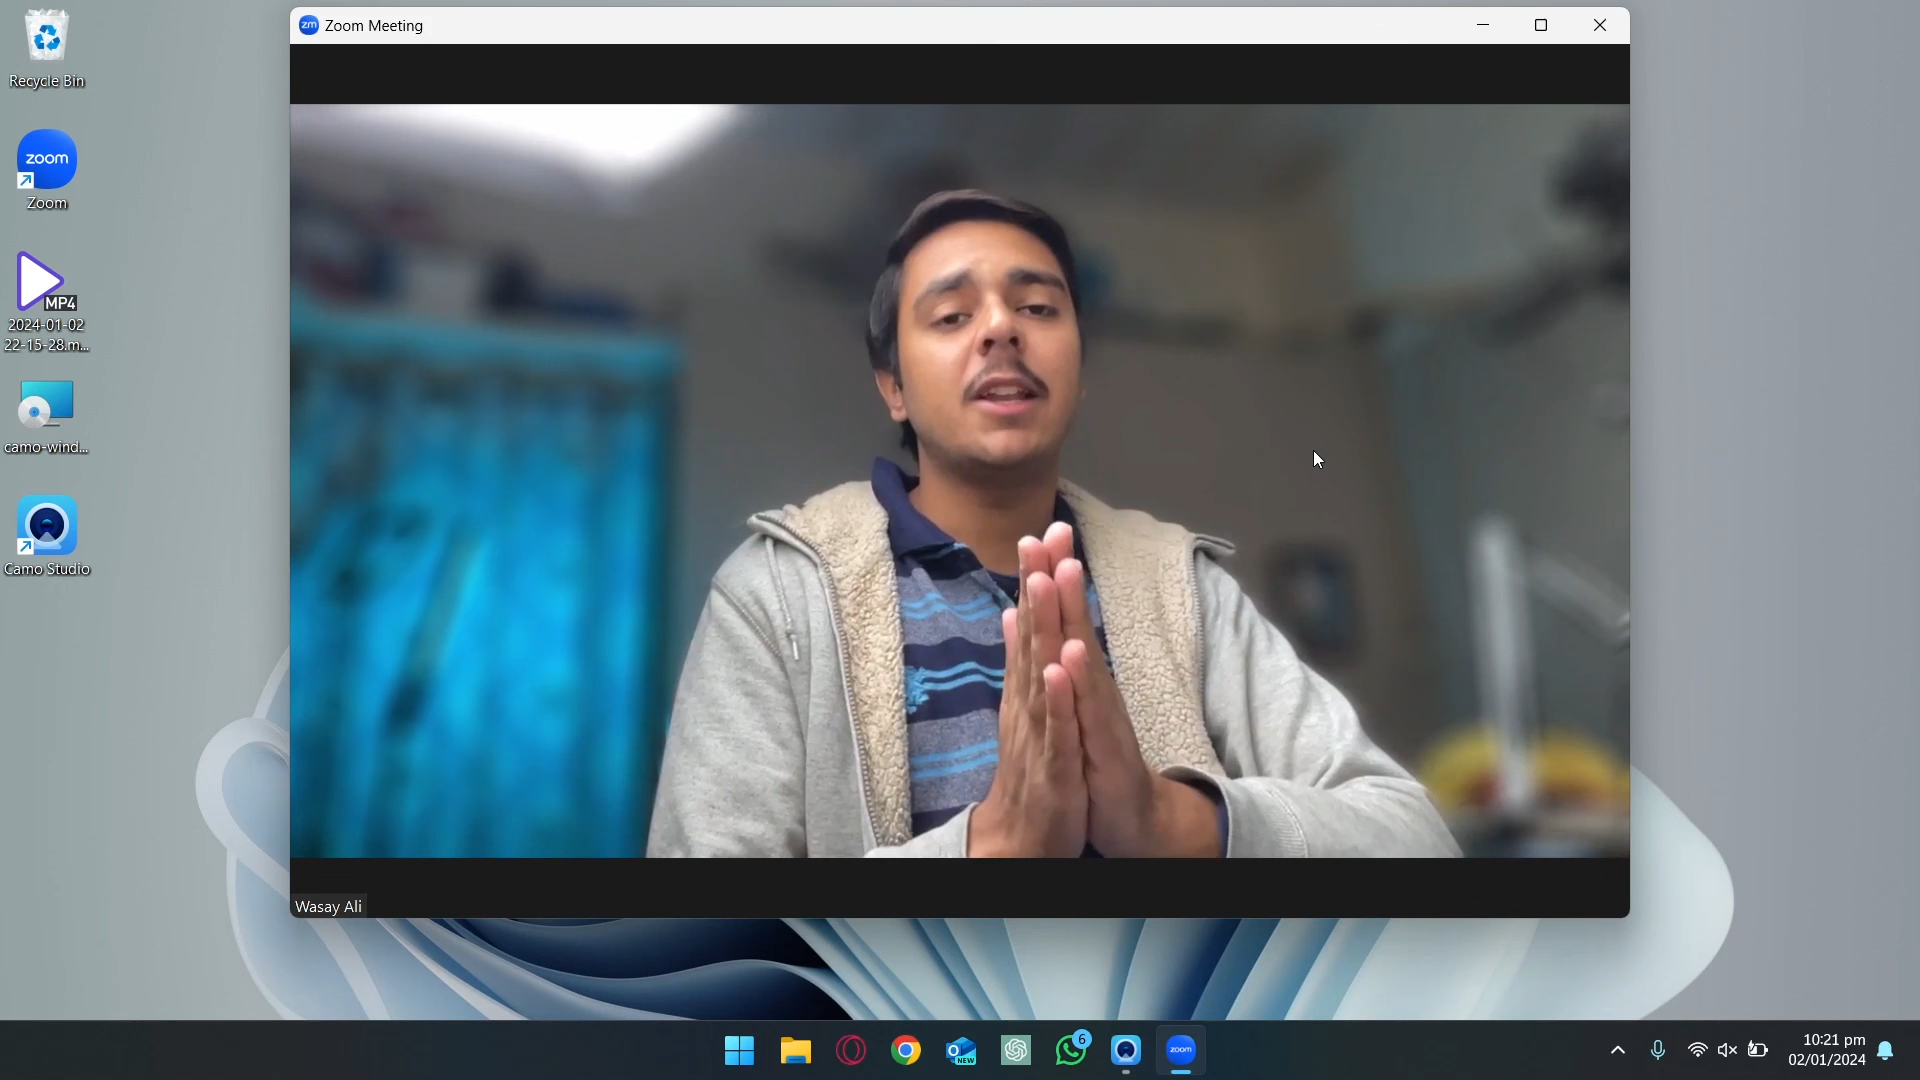 Zoom Meeting
Recycle Bin
zoom
Zoom
MP4
2024-01-02
22-15-28.m...
camo-wind...
Camo Studio
Wasay Ali
NEW
6
zoom
10:21 pm
02/01/2024